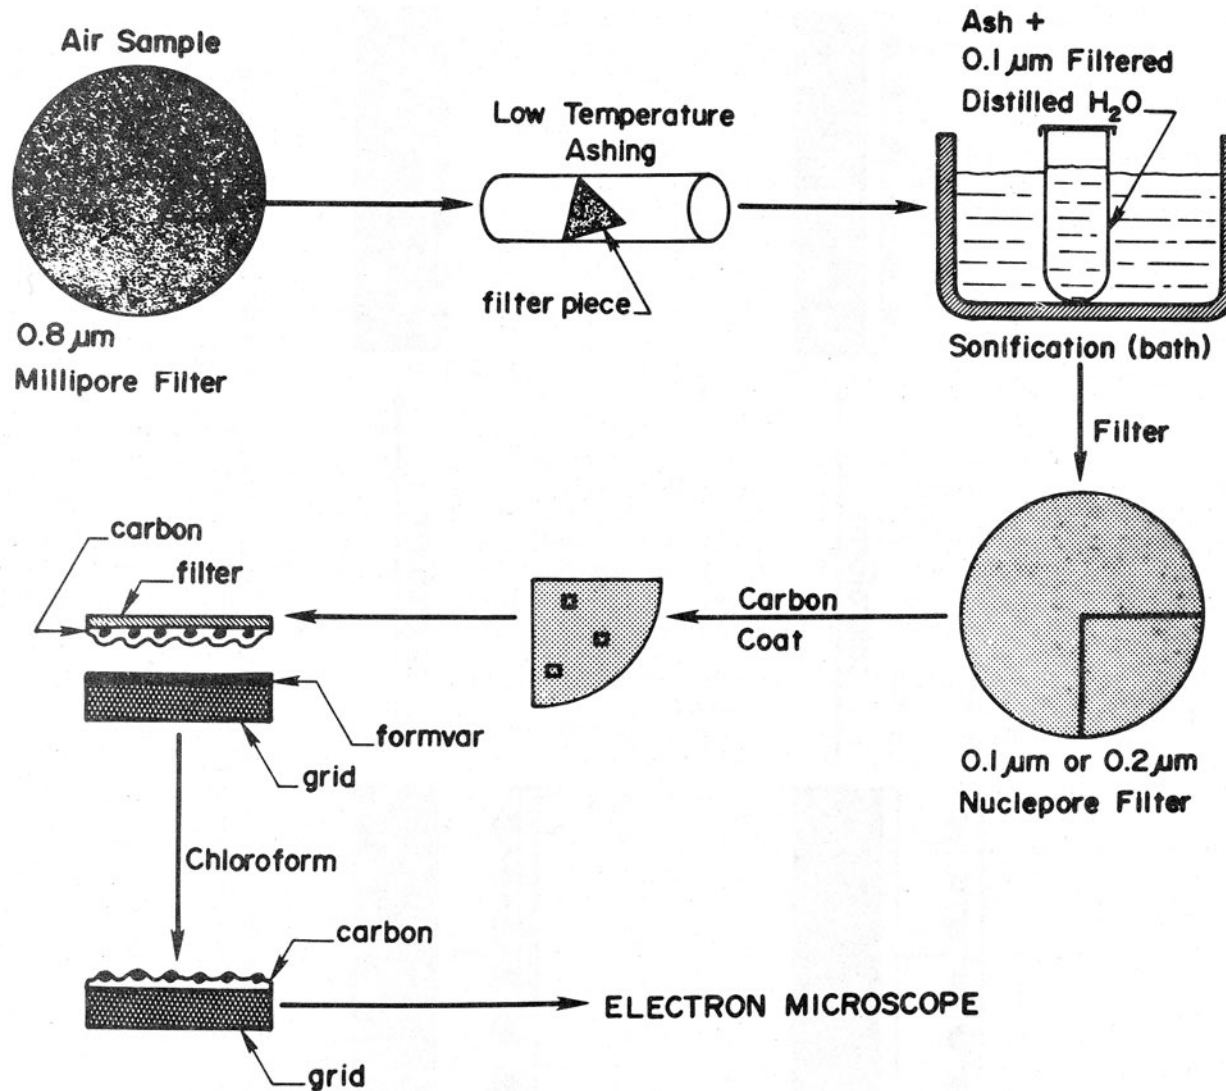 Air Sample
0.8 µm
Millipore Filter
Low Temperature
Ashing
filter piece
Ash +
0.1 µm Filtered
Distilled H₂O
Sonification (bath)
Filter
0.1 µm or 0.2 µm
Nuclepore Filter
Carbon
Coat
carbon
filter
formvar
grid
Chloroform
carbon
grid
ELECTRON MICROSCOPE